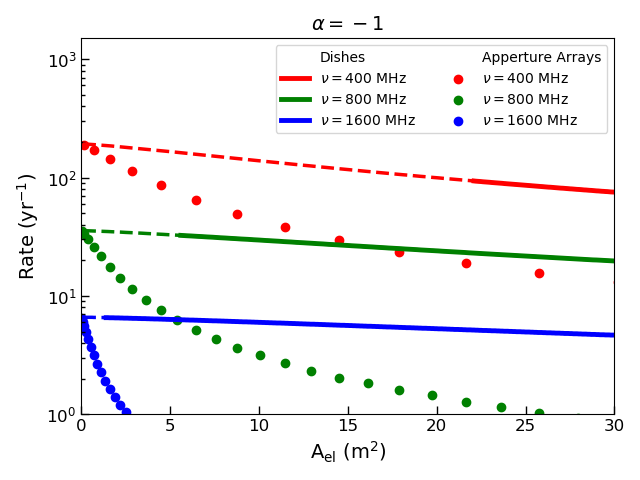 α = −1
Dishes Apperture Arrays
ν = 400 MHz ν = 400 MHz
ν = 800 MHz ν = 800 MHz
ν = 1600 MHz ν = 1600 MHz
Rate (yr⁻¹)
10³
10²
10¹
10⁰
0 5 10 15 20 25 30
A_el (m²)